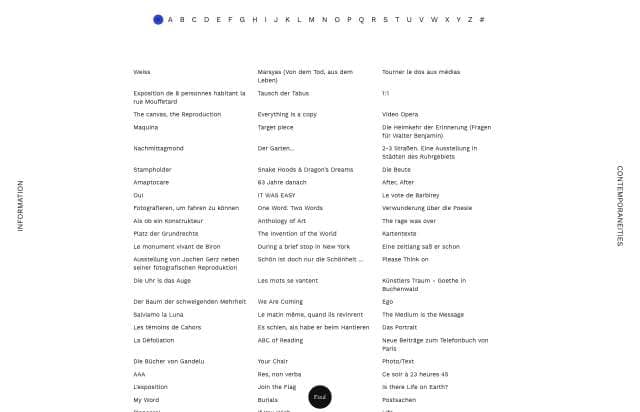 A B C D E F G H I J K L M N O P Q R S T U V W X Y Z #
Weiss
Marsyas (Von dem Tod, aus dem
Leben)
Tourner le dos aux médias
Exposition de 8 personnes habitant la
rue Mouffetard
Tausch der Tabus
1:1
The canvas, the Reproduction
Everything is a copy
Video Opera
Maquina
Target piece
Die Heimkehr der Erinnerung (Fragen
für Walter Benjamin)
Nachmittagmond
Der Garten...
2-3 Straßen. Eine Ausstellung in
Städten des Ruhrgebiets
Stampholder
Snake Hoods & Dragon's Dreams
Die Beute
Amaptocare
63 Jahre danach
After, After
Oui
IT WAS EASY
Le vote de Barbirey
Fotografieren, um fahren zu können
One Word. Two Words
Verwunderung über die Poesie
Als ob ein Konstrukteur
Anthology of Art
The rage was over
Platz der Grundrechte
The Invention of the World
Kartentexte
Le monument vivant de Biron
During a brief stop in New York
Eine zeitlang saß er schon
Ausstellung von Jochen Gerz neben
seiner fotografischen Reproduktion
Schön ist doch nur die Schönheit ...
Please Think on
Die Uhr is das Auge
Les mots se vantent
Künstlers Traum - Goethe in
Buchenwald
Der Baum der schweigenden Mehrheit
We Are Coming
Ego
Salviamo la Luna
Le matin même, quand ils revinrent
The Medium is the Message
Les témoins de Cahors
Es schien, als habe er beim Hantieren
Das Portrait
La Défoliation
ABC of Reading
Neue Beiträge zum Telefonbuch von
Paris
Die Bücher von Gandelu
Your Chair
Photo/Text
AAA
Res, non verba
Ce soir à 23 heures 45
L'exposition
Join the Flag
Is there Life on Earth?
My Word
Burials
Postsachen
INFORMATION
CONTEMPORANEITIES